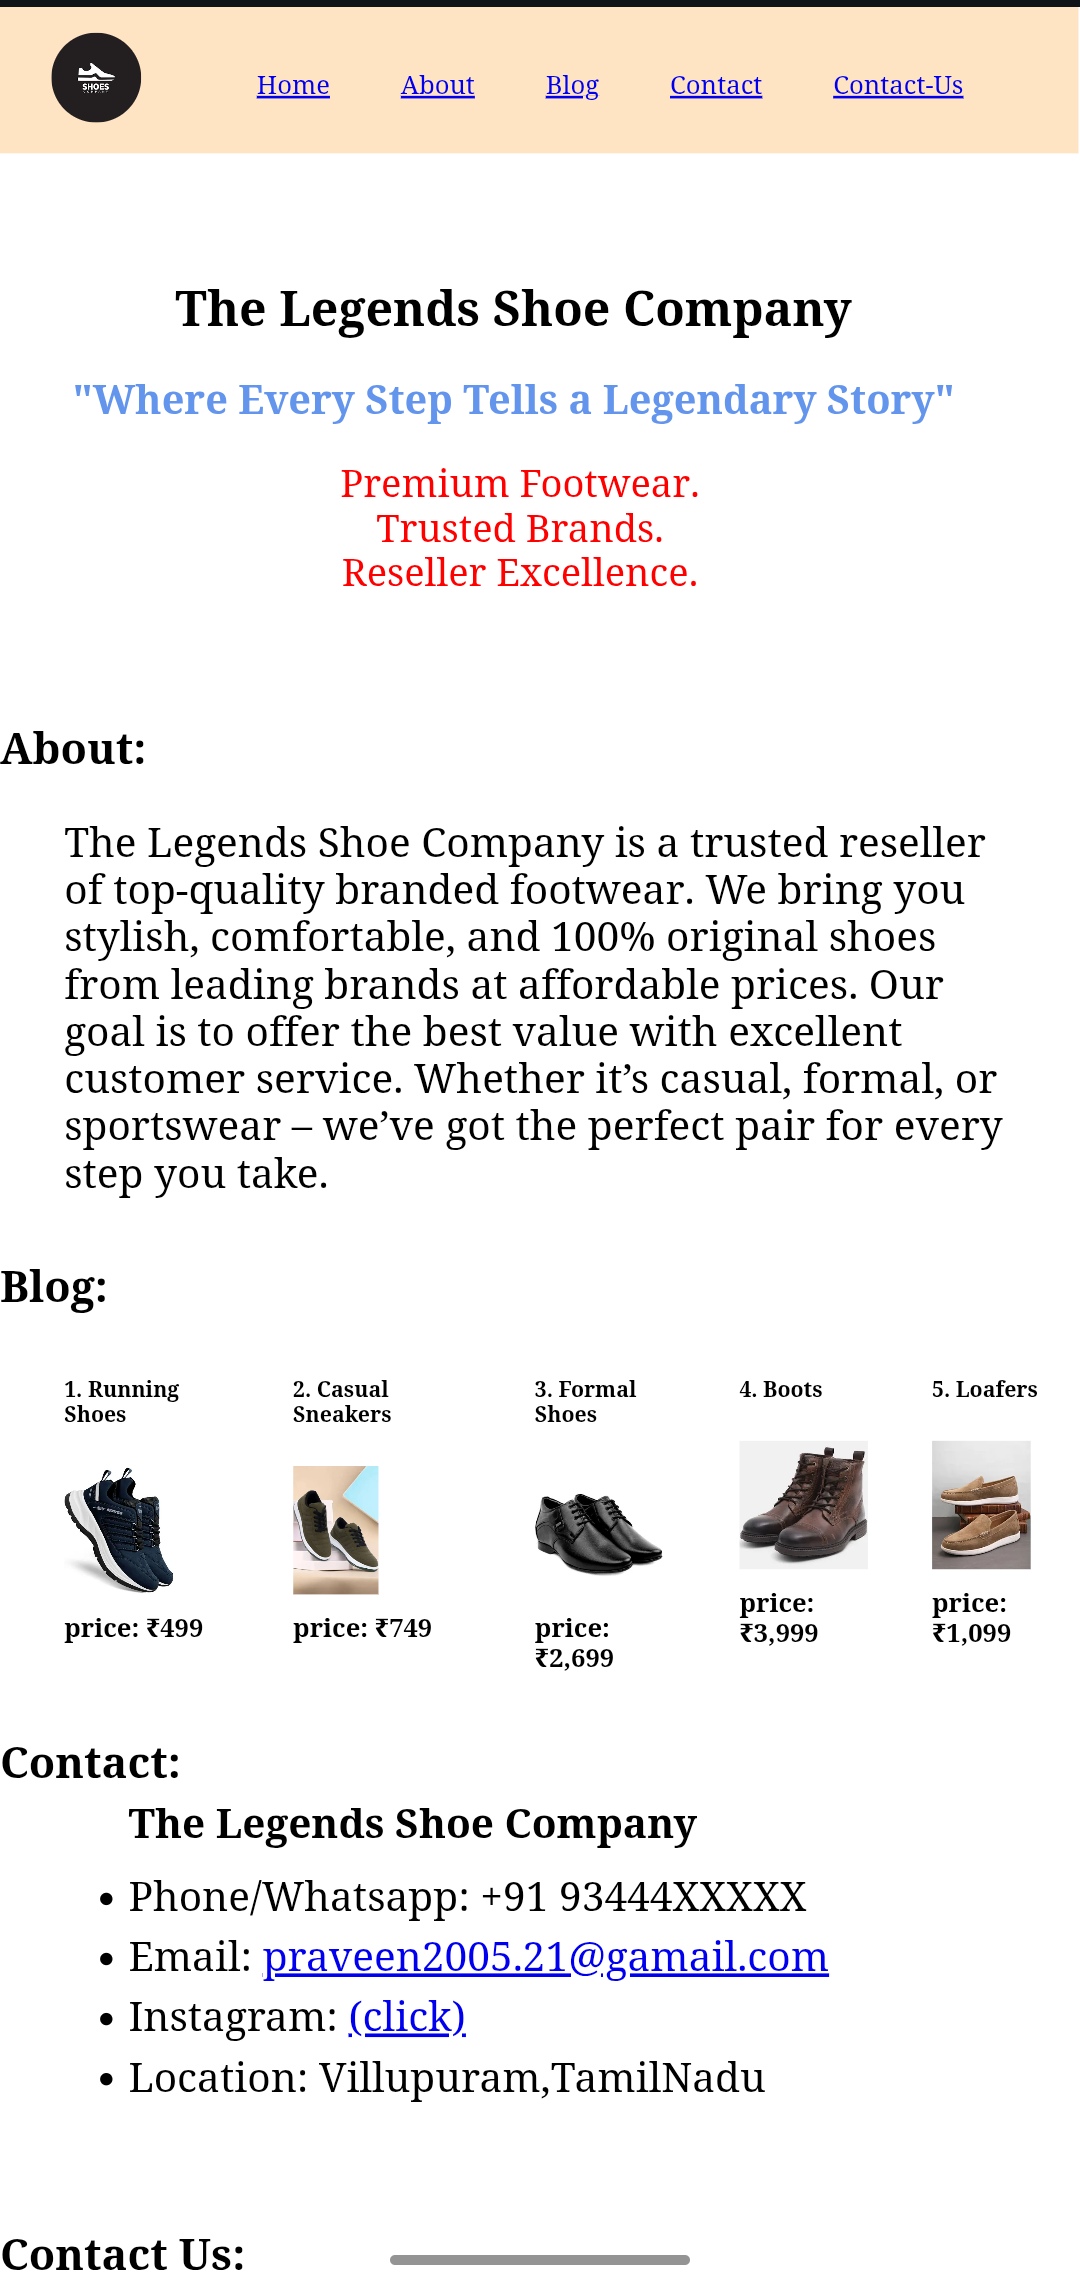 SHOES
Home About Blog Contact Contact-Us
The Legends Shoe Company
"Where Every Step Tells a Legendary Story"
Premium Footwear.
Trusted Brands.
Reseller Excellence.
About:
The Legends Shoe Company is a trusted reseller
of top-quality branded footwear. We bring you
stylish, comfortable, and 100% original shoes
from leading brands at affordable prices. Our
goal is to offer the best value with excellent
customer service. Whether it’s casual, formal, or
sportswear – we’ve got the perfect pair for every
step you take.
Blog:
1. Running
Shoes
price: ₹499
2. Casual
Sneakers
price: ₹749
3. Formal
Shoes
price:
₹2,699
4. Boots
price:
₹3,999
5. Loafers
price:
₹1,099
Contact:
The Legends Shoe Company
• Phone/Whatsapp: +91 93444XXXXX
• Email: praveen2005.21@gamail.com
• Instagram: (click)
• Location: Villupuram,TamilNadu
Contact Us: